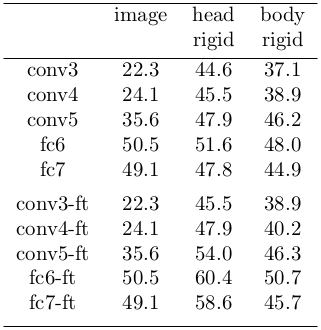 image head body
rigid rigid
conv3 22.3 44.6 37.1
conv4 24.1 45.5 38.9
conv5 35.6 47.9 46.2
fc6 50.5 51.6 48.0
fc7 49.1 47.8 44.9
conv3-ft 22.3 45.5 38.9
conv4-ft 24.1 47.9 40.2
conv5-ft 35.6 54.0 46.3
fc6-ft 50.5 60.4 50.7
fc7-ft 49.1 58.6 45.7